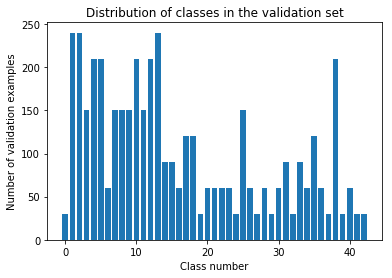 Distribution of classes in the validation set
250
200
150
100
50
0
Number of validation examples
0 10 20 30 40
Class number